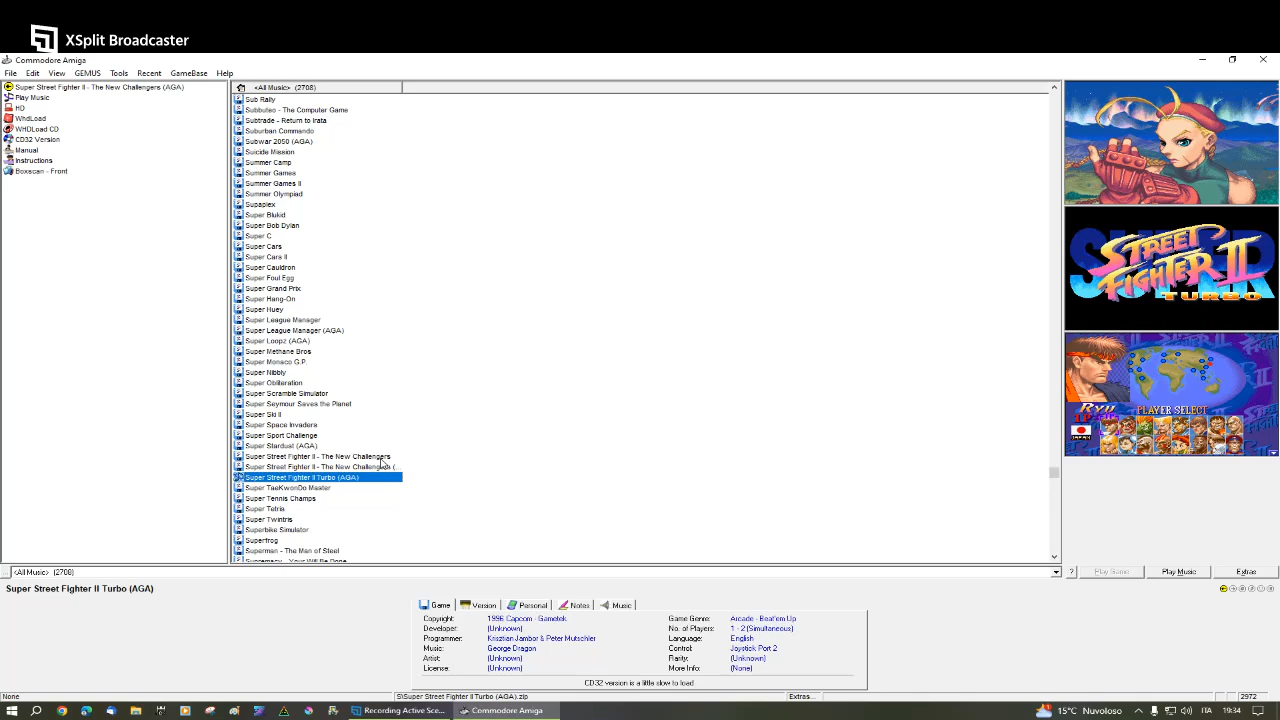 XSplit Broadcaster
Commodore Amiga
File Edit View GEMUS Tools Recent GameBase Help
Super Street Fighter II - The New Challengers (AGA)
Play Music
HD
WhdLoad
WHDLoad CD
CD32 Version
Manual
Instructions
Boxscan - Front
<All Music> (2708)
Sub Rally
Subbuteo - The Computer Game
Subtrade - Return to Irata
Suburban Commando
Subwar 2050 (AGA)
Suicide Mission
Summer Camp
Summer Games
Summer Games II
Summer Olympiad
Supaplex
Super Blukid
Super Bob Dylan
Super C
Super Cars
Super Cars II
Super Cauldron
Super Foul Egg
Super Grand Prix
Super Hang-On
Super Huey
Super League Manager
Super League Manager (AGA)
Super Loopz (AGA)
Super Methane Bros
Super Monaco G.P.
Super Nibbly
Super Obliteration
Super Scramble Simulator
Super Seymour Saves the Planet
Super Ski II
Super Space Invaders
Super Sport Challenge
Super Stardust (AGA)
Super Street Fighter II - The New Challengers
Super Street Fighter II - The New Challengers (...
Super Street Fighter II Turbo (AGA)
Super TaeKwonDo Master
Super Tennis Champs
Super Tetris
Super Twintris
Superbike Simulator
Superfrog
Superman - The Man of Steel
Supremacy - Your Will Be Done
SUPER
STREET
FIGHTER II
TURBO
RYU
1P
PLAYER SELECT
JAPAN
... <All Music> (2708)
? Play Game Play Music Extras
Super Street Fighter II Turbo (AGA)
Game Version Personal Notes Music
Copyright: 1996 Capcom - Gametek
Developer: (Unknown)
Programmer: Krisztian Jambor & Peter Mutschler
Music: George Dragon
Artist: (Unknown)
License: (Unknown)
Game Genre: Arcade - Beat'em Up
No. of Players: 1 - 2 (Simultaneous)
Language: English
Control: Joystick Port 2
Rarity: (Unknown)
More Info: (None)
CD32 version is a little slow to load
None S\Super Street Fighter II Turbo (AGA).zip Extras... 2972
Recording Active Sce... Commodore Amiga 15°C Nuvoloso ITA 19:34